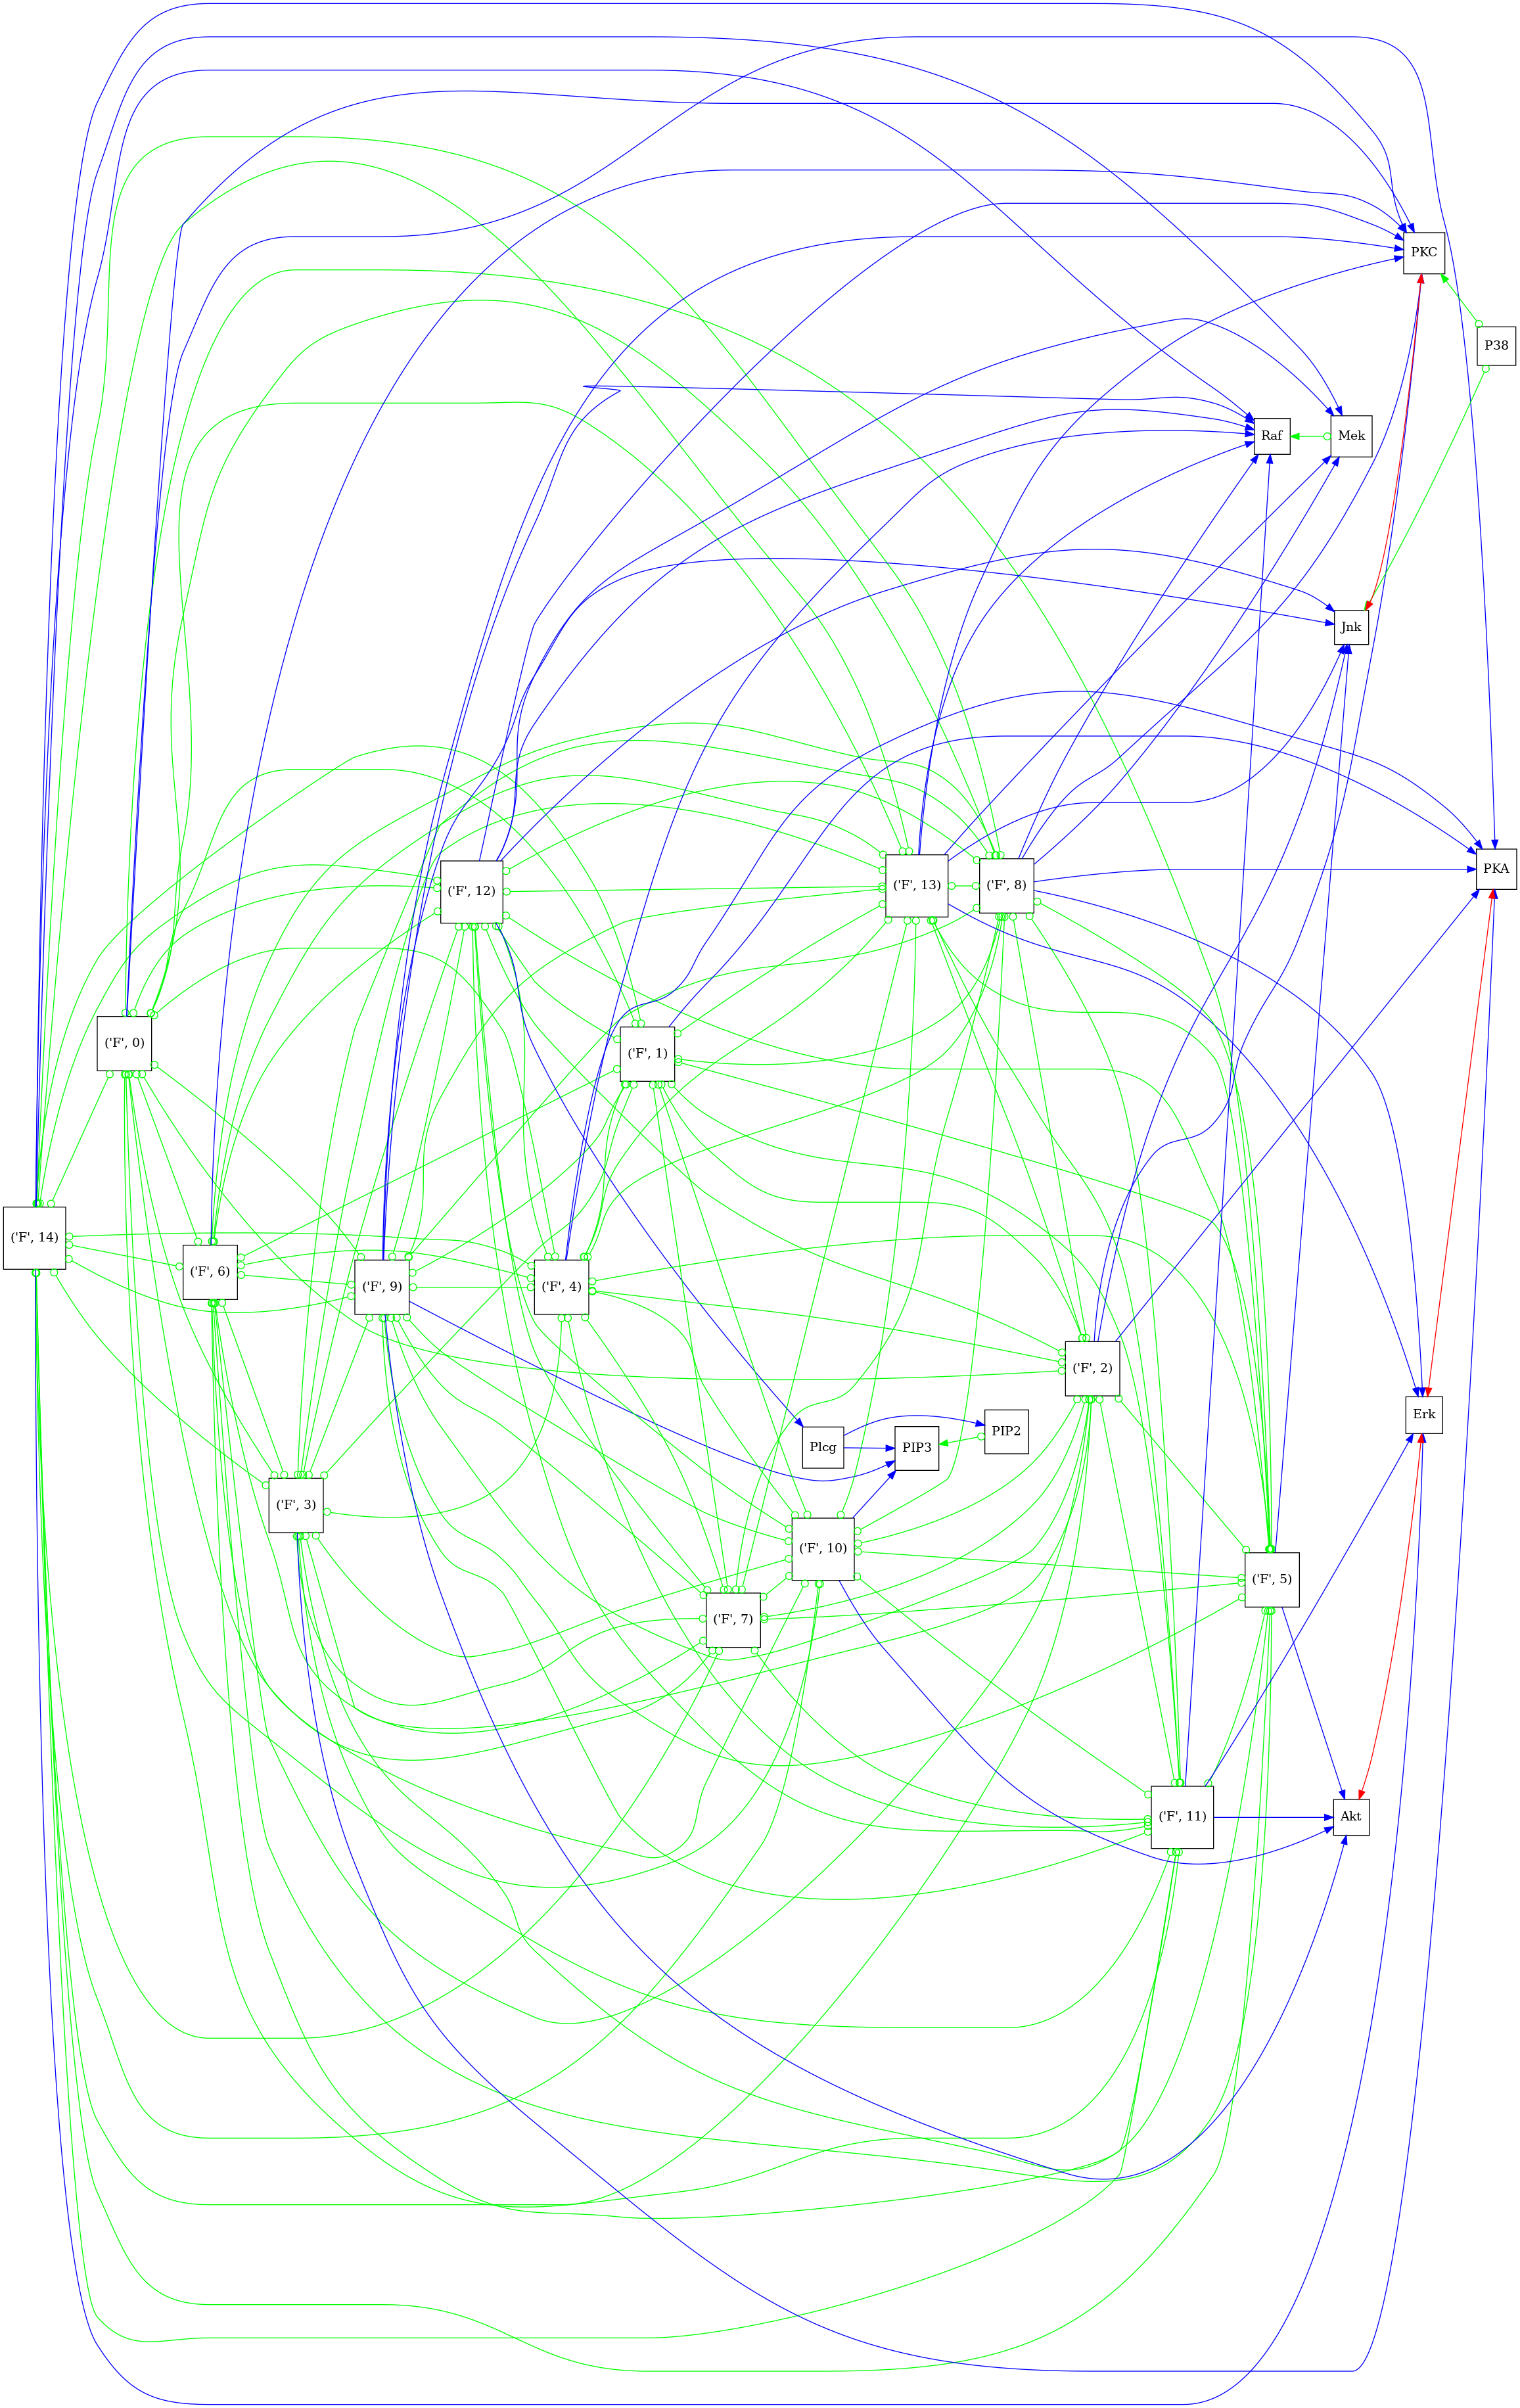 PKC
P38
Raf
Mek
Jnk
PKA
('F', 12)
('F', 13)
('F', 8)
('F', 0)
('F', 1)
('F', 14)
('F', 6)
('F', 9)
('F', 4)
('F', 2)
Erk
Plcg
PIP3
PIP2
('F', 3)
('F', 10)
('F', 5)
('F', 7)
('F', 11)
Akt